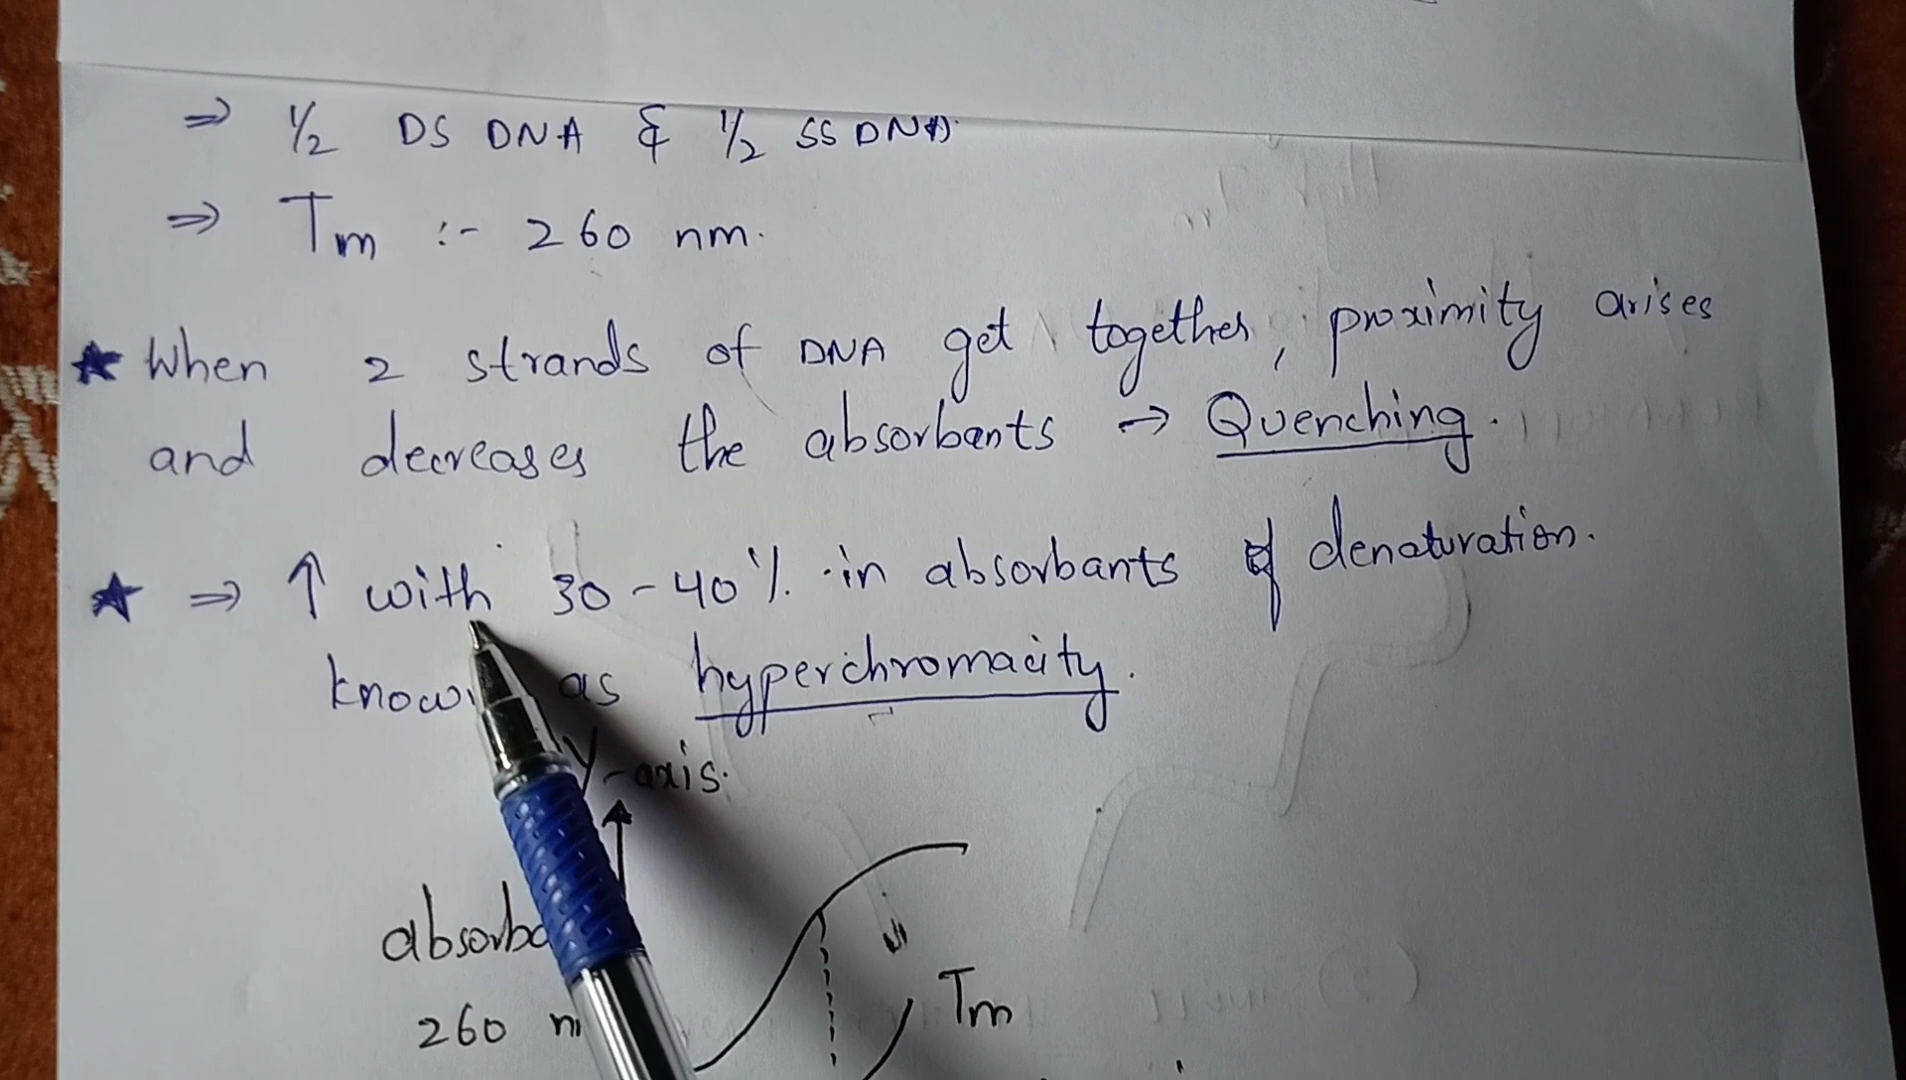 ⇒ 1/2 DS DNA & 1/2 SS DNA.
⇒ Tm :- 260 nm.
★ When 2 strands of DNA get together, proximity arises
and decreases the absorbants → Quenching.
★ ⇒ ↑ with 30-40% in absorbants of denaturation.
as hyperchromacity.
Y-axis.
260
Tm